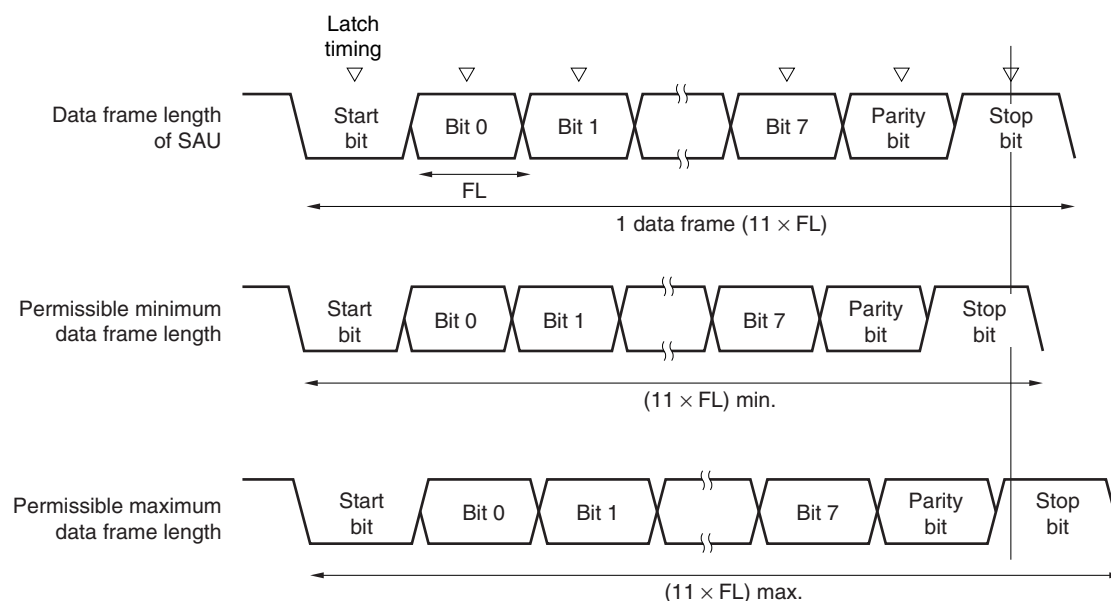 Latch
timing
Data frame length
of SAU
Start
bit
Bit 0
Bit 1
Bit 7
Parity
bit
Stop
bit
FL
1 data frame (11 × FL)
Permissible minimum
data frame length
Start
bit
Bit 0
Bit 1
Bit 7
Parity
bit
Stop
bit
(11 × FL) min.
Permissible maximum
data frame length
Start
bit
Bit 0
Bit 1
Bit 7
Parity
bit
Stop
bit
(11 × FL) max.